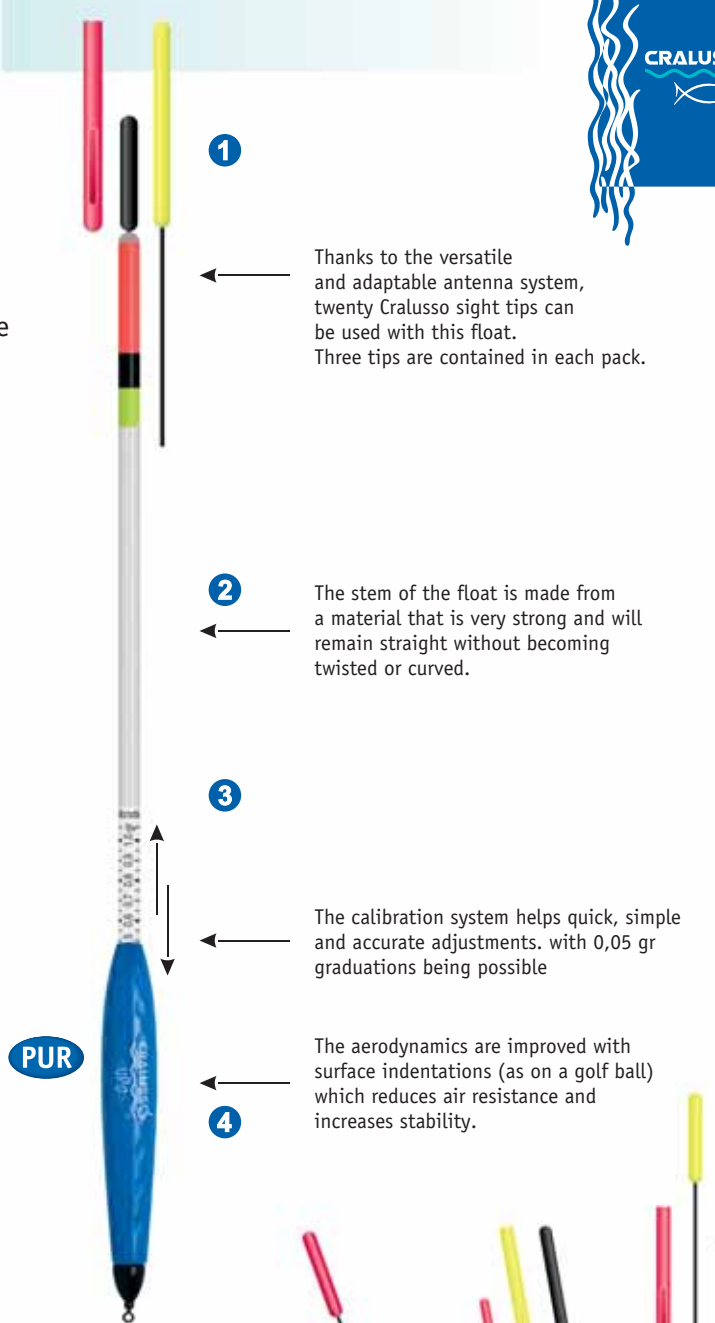 CRALUS
1
Thanks to the versatile
and adaptable antenna system,
twenty Cralusso sight tips can
be used with this float.
Three tips are contained in each pack.
e
2
The stem of the float is made from
a material that is very strong and will
remain straight without becoming
twisted or curved.
3
The calibration system helps quick, simple
and accurate adjustments. with 0,05 gr
graduations being possible
PUR
The aerodynamics are improved with
surface indentations (as on a golf ball)
which reduces air resistance and
increases stability.
4
CRALUSSO